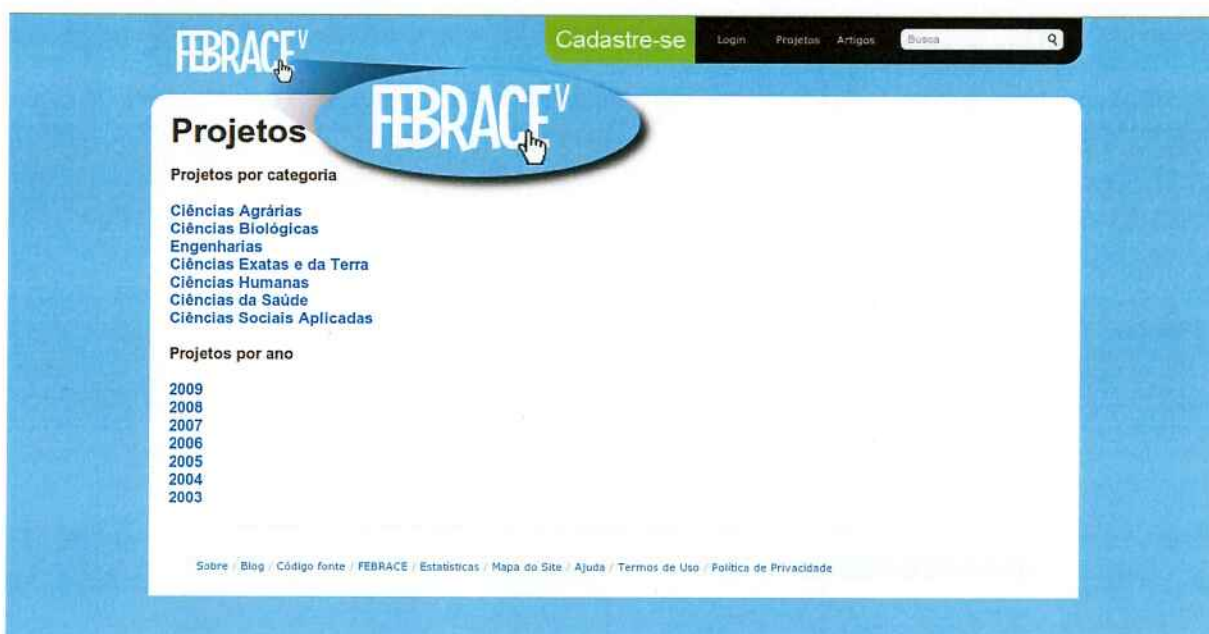 FEBRACEV
Cadastre-se Login Projetos Artigos Busca
FEBRACEV
Projetos
Projetos por categoria
Ciências Agrárias
Ciências Biológicas
Engenharias
Ciências Exatas e da Terra
Ciências Humanas
Ciências da Saúde
Ciências Sociais Aplicadas
Projetos por ano
2009
2008
2007
2006
2005
2004
2003
Sobre / Blog / Código fonte / FEBRACE / Estatísticas / Mapa do Site / Ajuda / Termos de Uso / Política de Privacidade